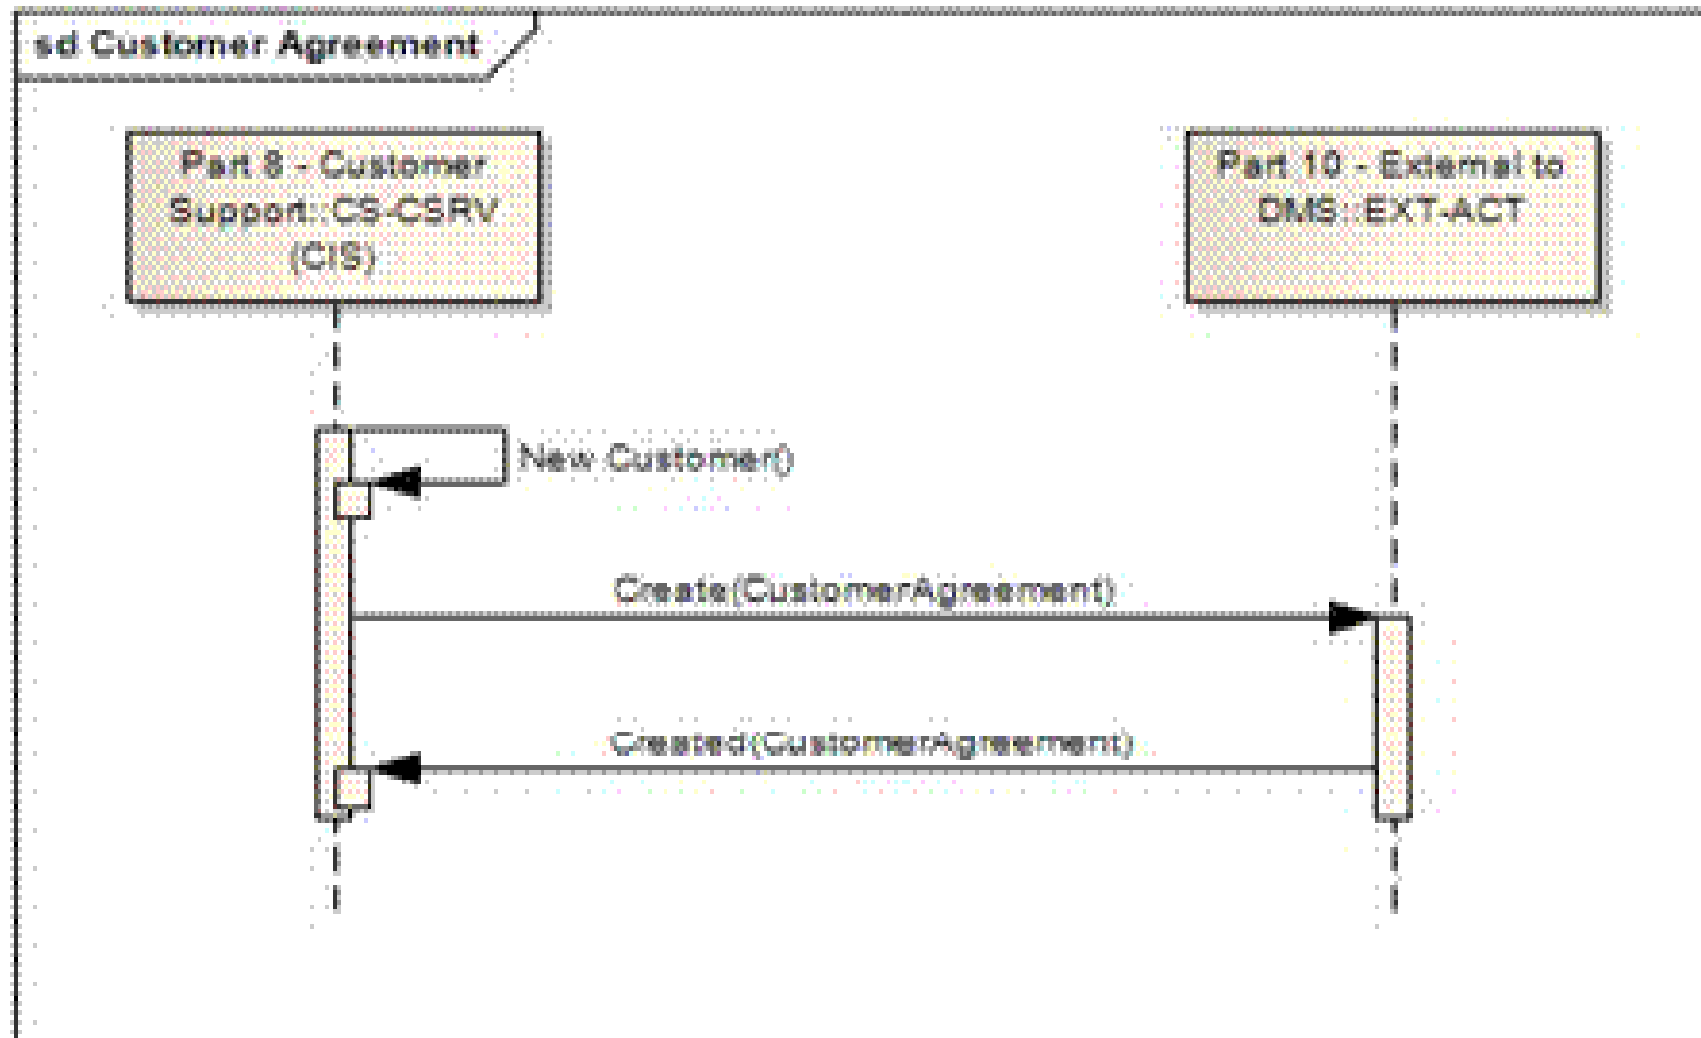 sd Customer Agreement
Part 8 - Customer
Support::CS-CSRV
(CIS)
Part 10 - External to
DMS::EXT-ACT
New Customer()
Create(CustomerAgreement)
Created(CustomerAgreement)